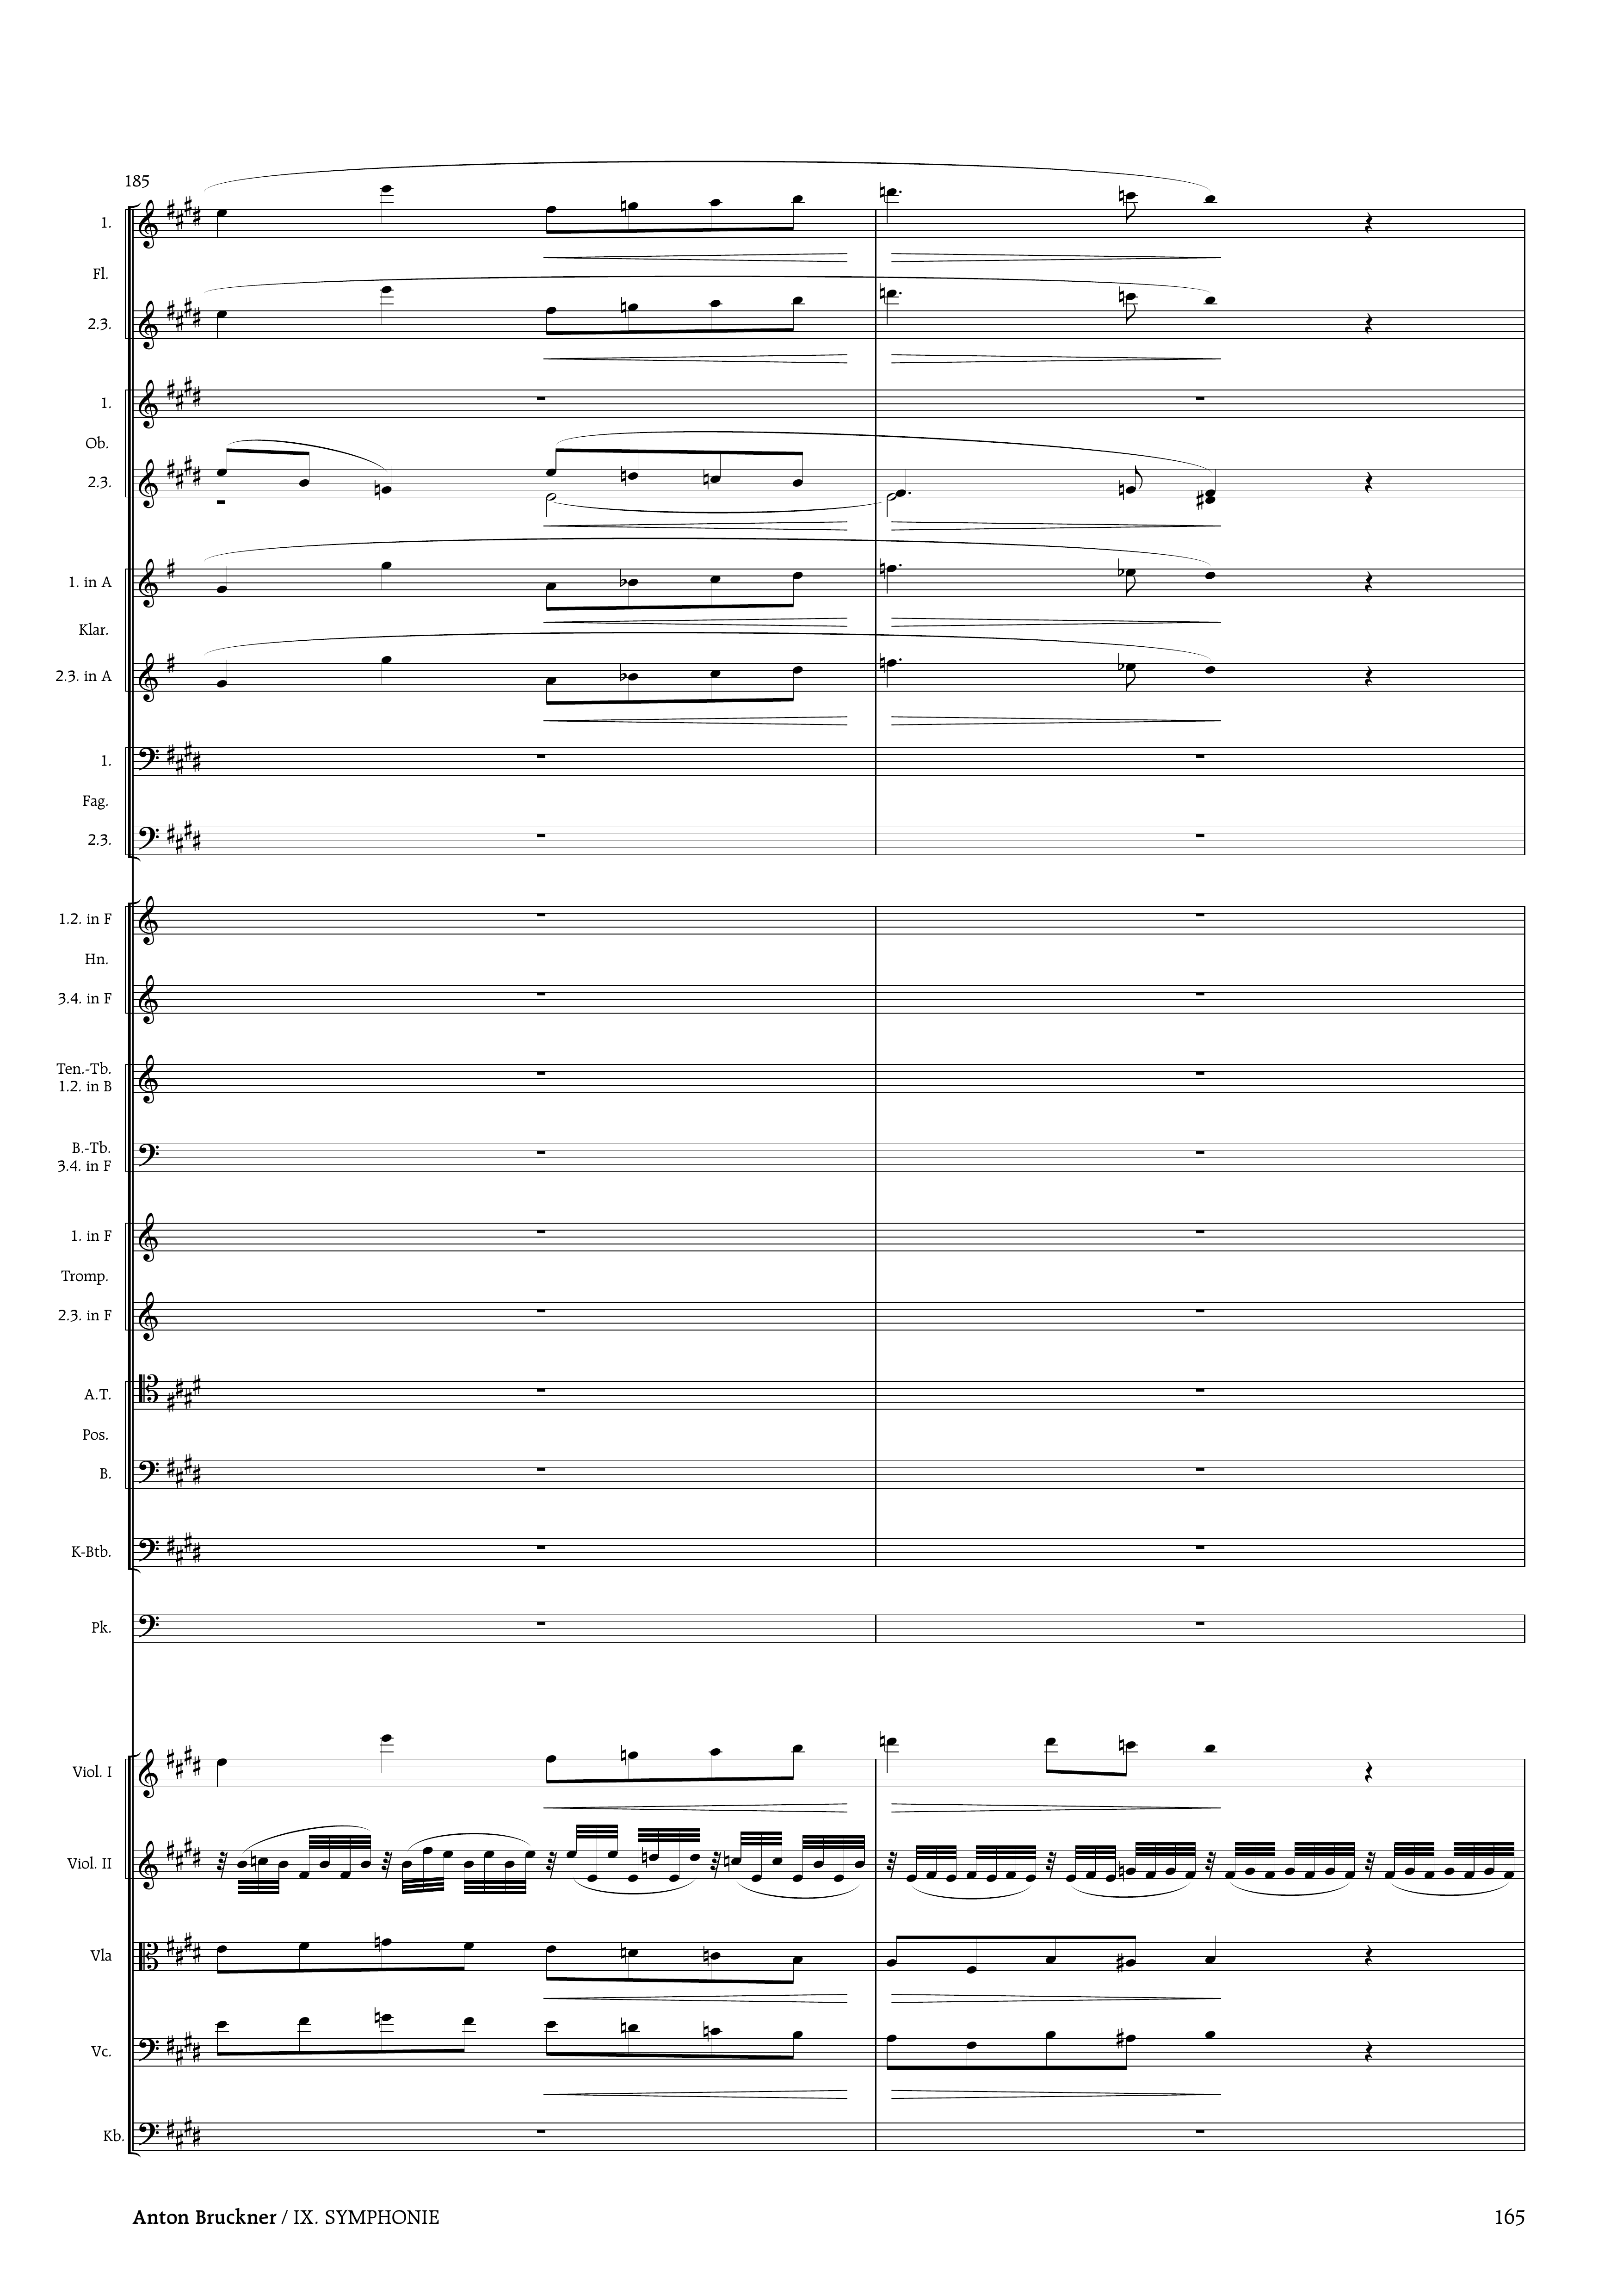 185
1.
Fl.
2.3.
1.
Ob.
2.3.
1. in A
Klar.
2.3. in A
1.
Fag.
2.3.
1.2. in F
Hn.
3.4. in F
Ten.-Tb.
1.2. in B
B.-Tb.
3.4. in F
1. in F
Tromp.
2.3. in F
A.T.
Pos.
B.
K-Btb.
Pk.
Viol. I
Viol. II
Vla
Vc.
Kb.
Anton Bruckner / IX. SYMPHONIE
165